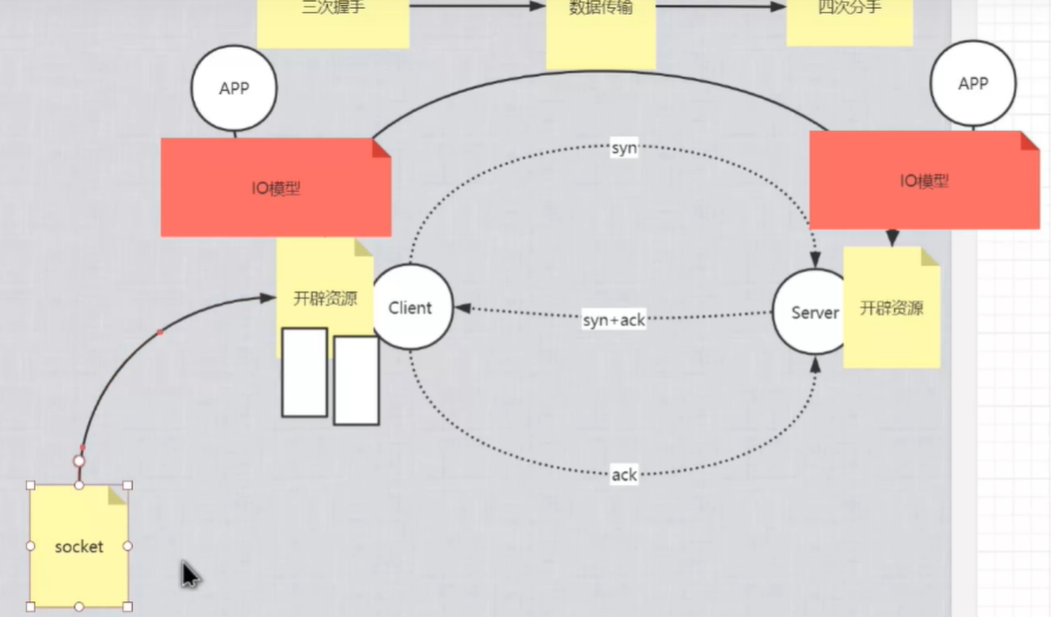 三次握手
数据传输
四次分手
APP
APP
syn
IO模型
IO模型
开辟资源
Client
syn+ack
Server
开辟资源
ack
socket